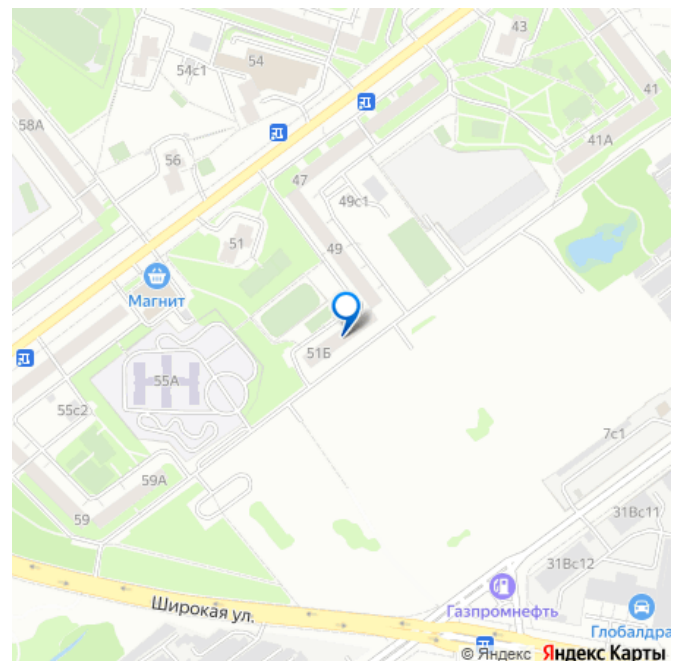 43
54с1
54
41
58А
41А
56
47
49с1
51
49
Магнит
51Б
55А
55с2
7с1
59А
59
31Вс11
31Вс12
Широкая ул.
Газпромнефть
Глобалдра
© Яндекс Яндекс Карты